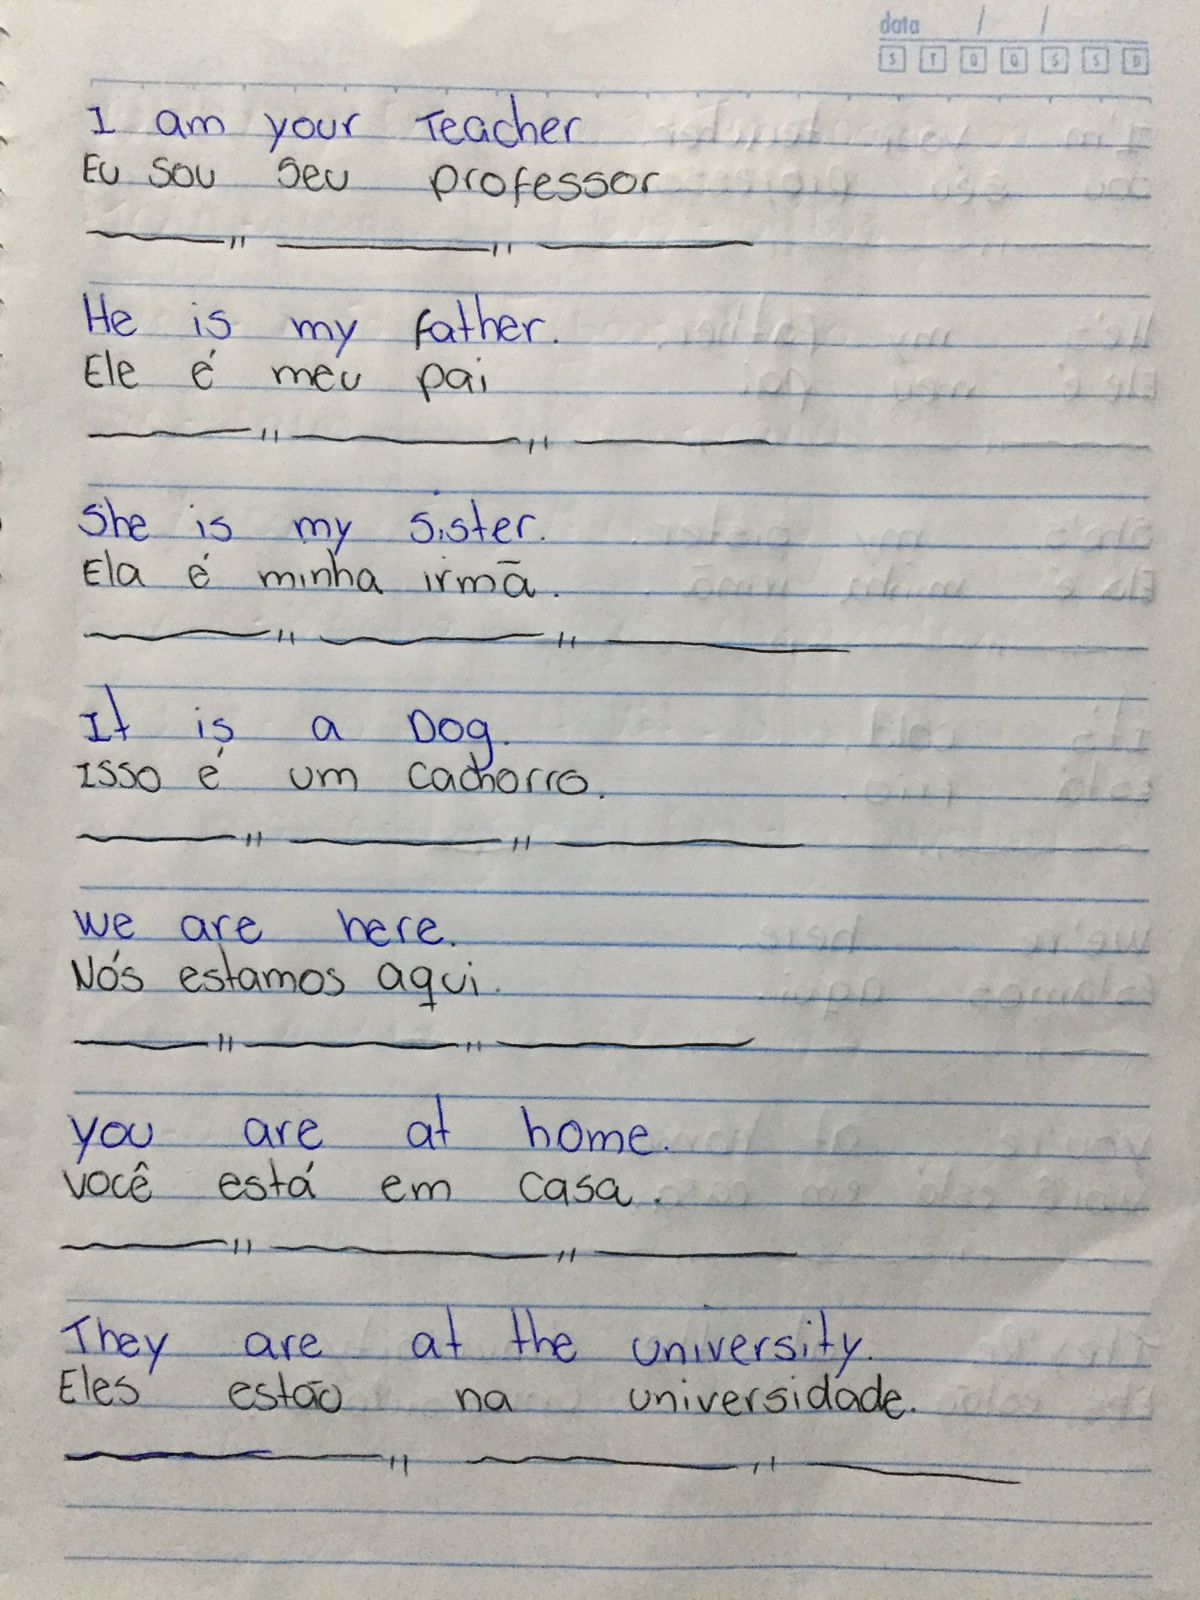 data / /
S T Q Q S S D
I am your Teacher
Eu sou seu professor
He is my father.
Ele é meu pai
She is my sister.
Ela é minha irmã.
It is a Dog.
Isso é um cachorro.
we are here.
Nós estamos aqui.
you are at home.
você está em casa.
They are at the university.
Eles estão na universidade.